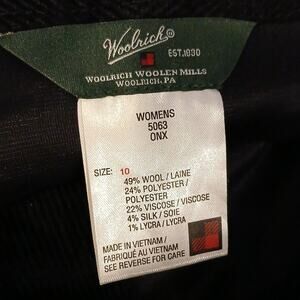 Woolrich
EST. 1830
WOOLRICH WOOLEN MILLS
WOOLRICH, PA
WOMENS
5063
ONX
SIZE: 10
49% WOOL / LAINE
24% POLYESTER /
POLYESTER
22% VISCOSE / VISCOSE
4% SILK / SOIE
1% LYCRA / LYCRA
MADE IN VIETNAM /
FABRIQUÉ AU VIETNAM
SEE REVERSE FOR CARE